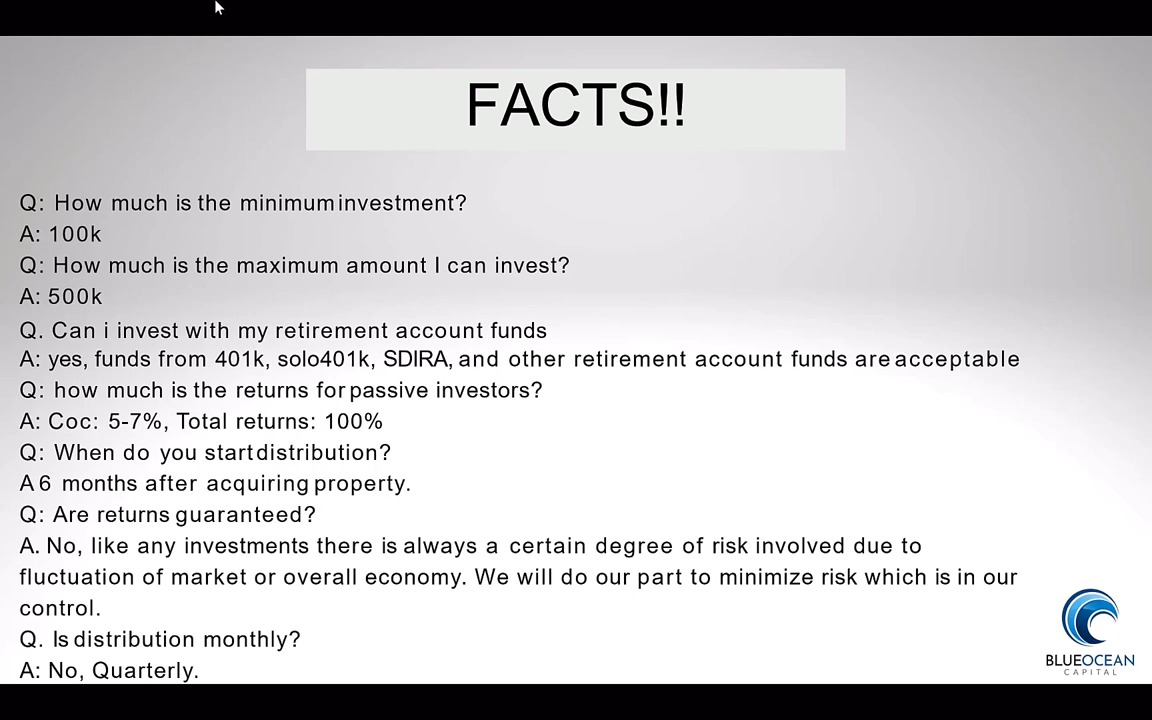 FACTS!!
Q: How much is the minimum investment?
A: 100k
Q: How much is the maximum amount I can invest?
A: 500k
Q. Can i invest with my retirement account funds
A: yes, funds from 401k, solo401k, SDIRA, and other retirement account funds are acceptable
Q: how much is the returns for passive investors?
A: Coc: 5-7%, Total returns: 100%
Q: When do you start distribution?
A 6 months after acquiring property.
Q: Are returns guaranteed?
A. No, like any investments there is always a certain degree of risk involved due to
fluctuation of market or overall economy. We will do our part to minimize risk which is in our
control.
Q. Is distribution monthly?
A: No, Quarterly.
BLUEOCEAN
CAPITAL